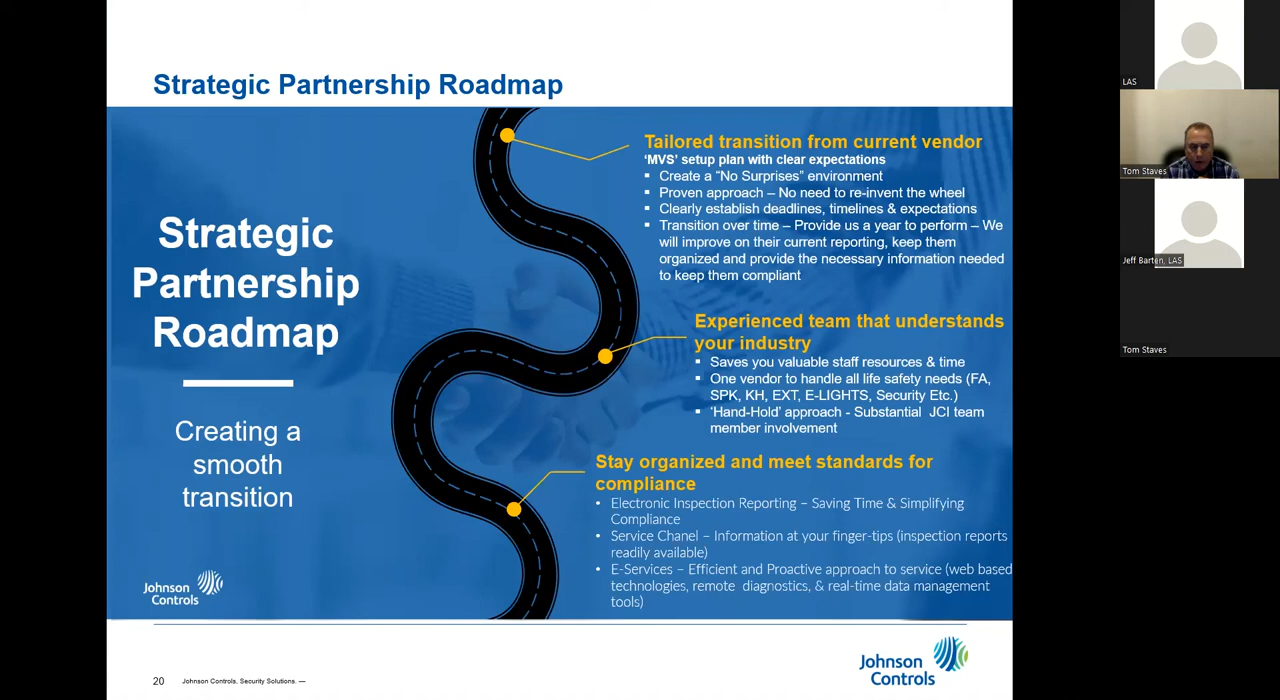 Strategic Partnership Roadmap
Strategic
Partnership
Roadmap
Creating a
smooth
transition
Johnson
Controls
Tailored transition from current vendor
‘MVS’ setup plan with clear expectations
▪ Create a “No Surprises” environment
▪ Proven approach – No need to re-invent the wheel
▪ Clearly establish deadlines, timelines & expectations
▪ Transition over time – Provide us a year to perform – We
will improve on their current reporting, keep them
organized and provide the necessary information needed
to keep them compliant
Experienced team that understands
your industry
▪ Saves you valuable staff resources & time
▪ One vendor to handle all life safety needs (FA,
SPK, KH, EXT, E-LIGHTS, Security Etc.)
▪ ‘Hand-Hold’ approach - Substantial JCI team
member involvement
Stay organized and meet standards for
compliance
• Electronic Inspection Reporting – Saving Time & Simplifying
Compliance
• Service Chanel – Information at your finger-tips (inspection reports
readily available)
• E-Services – Efficient and Proactive approach to service (web based
technologies, remote diagnostics, & real-time data management
tools)
20 Johnson Controls. Security Solutions. —
Johnson
Controls
LAS
Tom Staves
Jeff Barten, LAS
Tom Staves